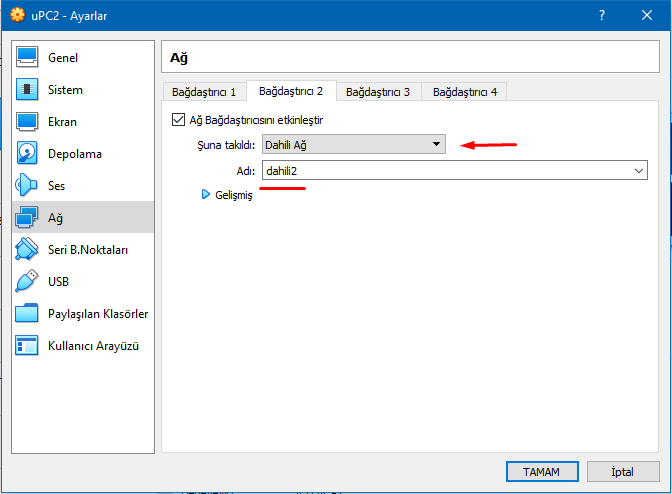 uPC2 - Ayarlar
?
Genel
Sistem
Ekran
Depolama
Ses
Ağ
Seri B.Noktaları
USB
Paylaşılan Klasörler
Kullanıcı Arayüzü
Ağ
Bağdaştırıcı 1 Bağdaştırıcı 2 Bağdaştırıcı 3 Bağdaştırıcı 4
Ağ Bağdaştırıcısını etkinleştir
Şuna takıldı: Dahili Ağ
Adı: dahili2
Gelişmiş
TAMAM İptal